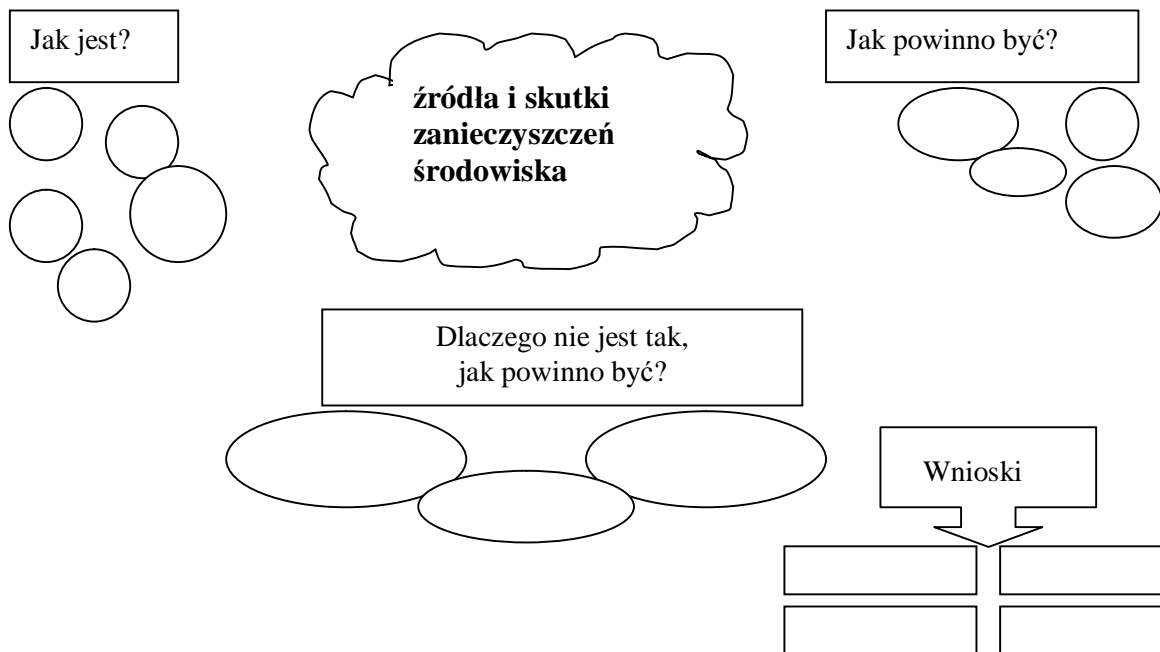 Jak jest?
źródła i skutki
zanieczyszczeń
środowiska
Jak powinno być?
Dlaczego nie jest tak,
jak powinno być?
Wnioski